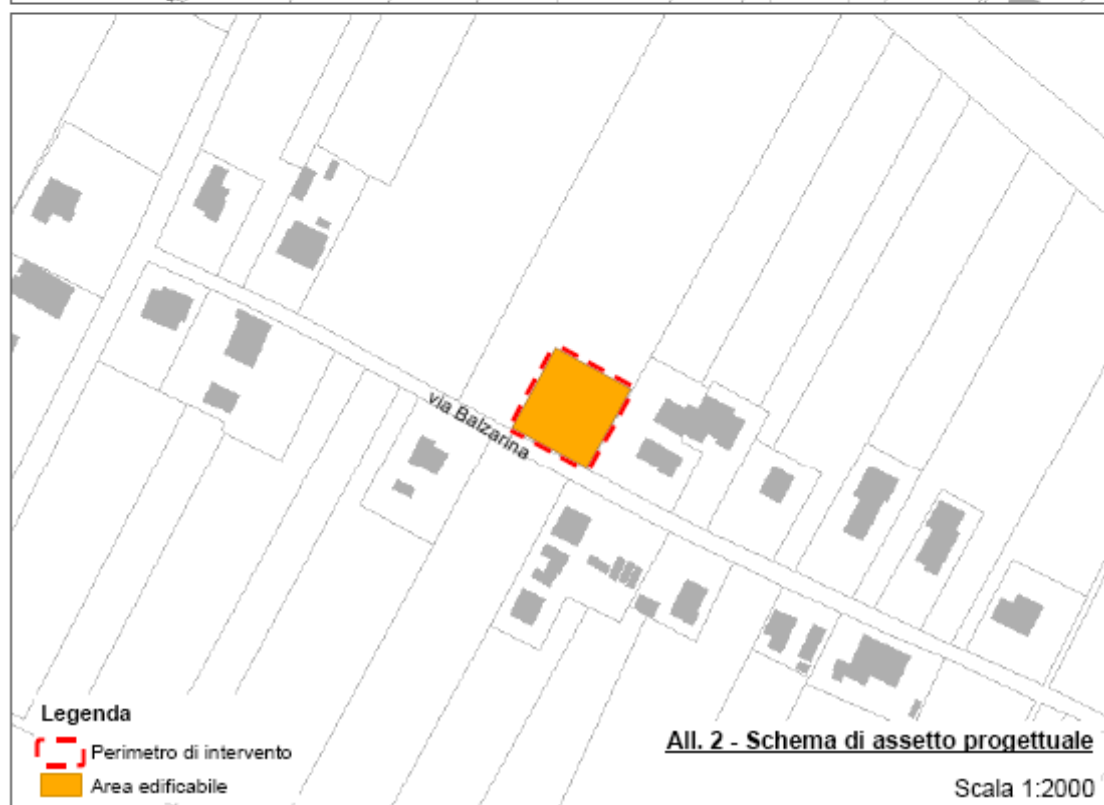 via Balzarina
Legenda
Perimetro di intervento
Area edificabile
All. 2 - Schema di assetto progettuale
Scala 1:2000